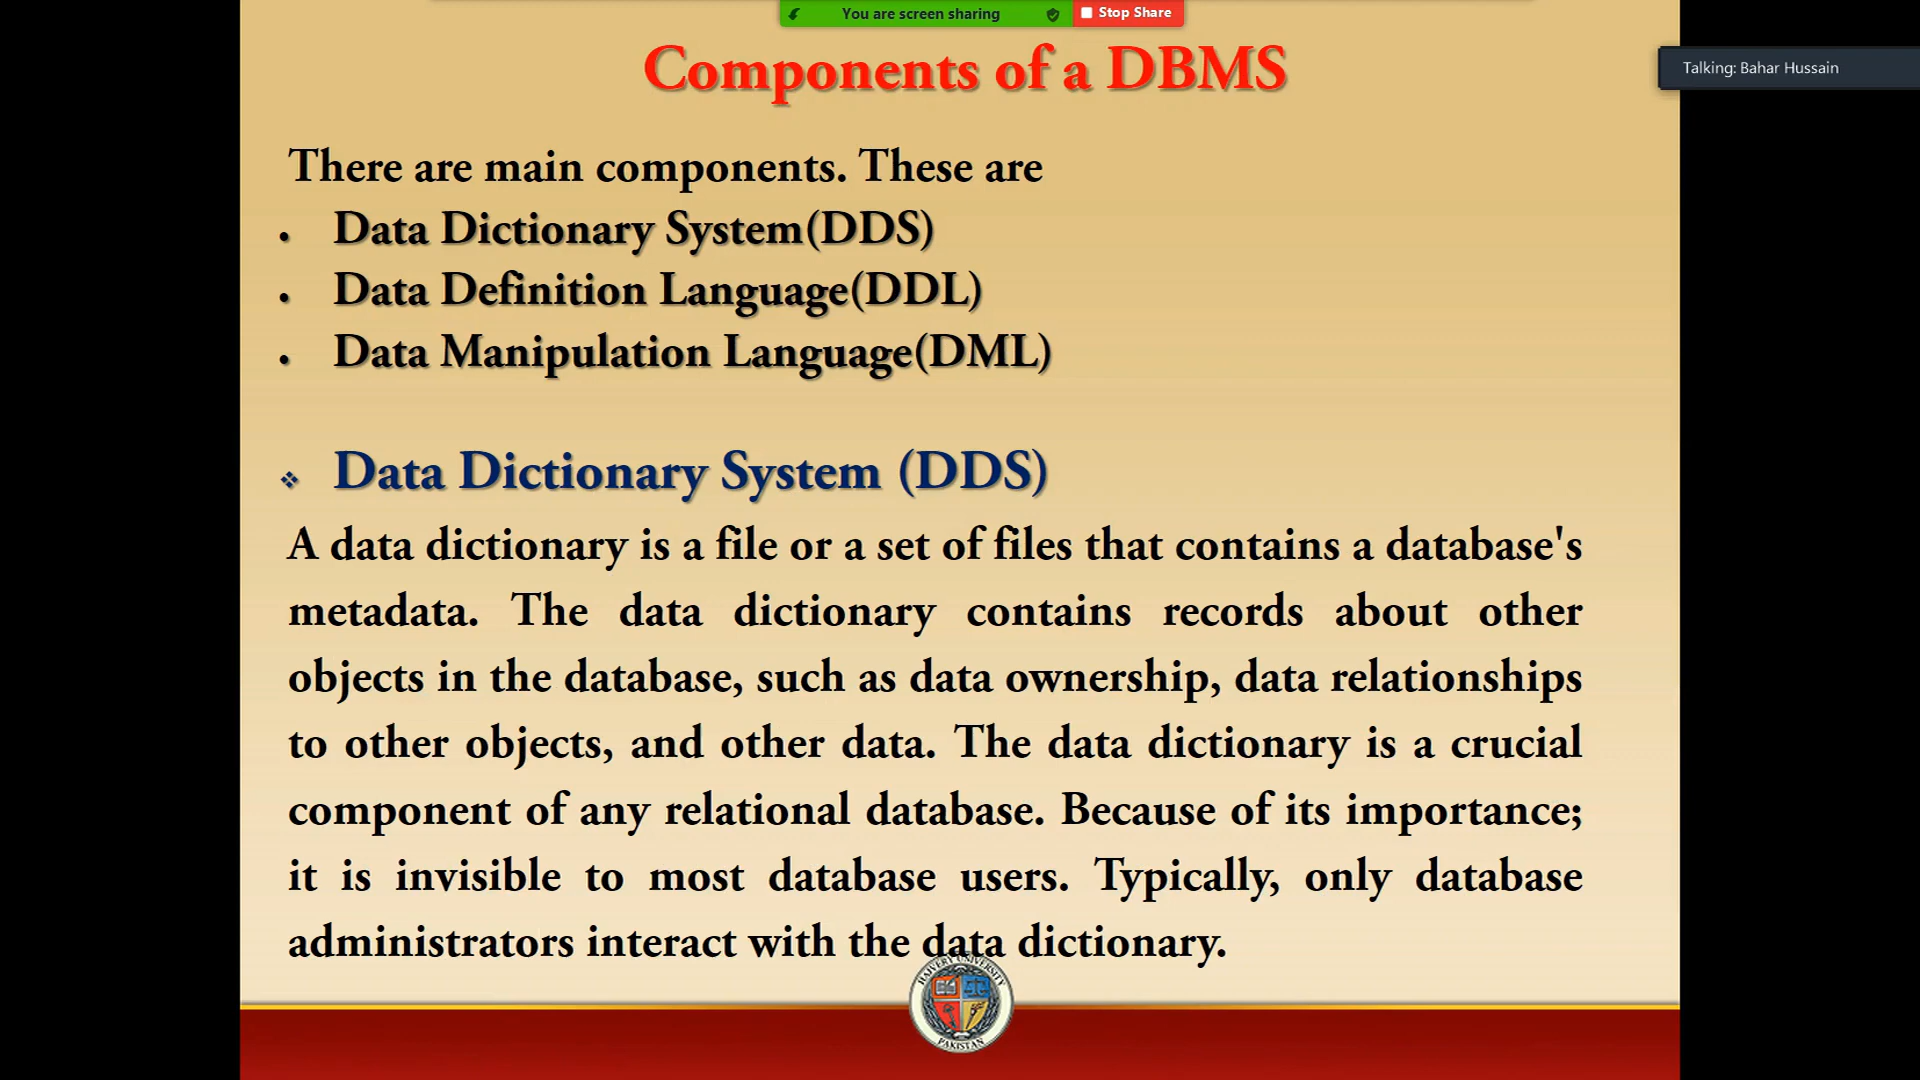 You are screen sharing
Stop Share
Components of a DBMS
Talking: Bahar Hussain
There are main components. These are
• Data Dictionary System(DDS)
• Data Definition Language(DDL)
• Data Manipulation Language(DML)
❖ Data Dictionary System (DDS)
A data dictionary is a file or a set of files that contains a database's
metadata. The data dictionary contains records about other
objects in the database, such as data ownership, data relationships
to other objects, and other data. The data dictionary is a crucial
component of any relational database. Because of its importance;
it is invisible to most database users. Typically, only database
administrators interact with the data dictionary.
UNIVERSITY
PAKISTAN